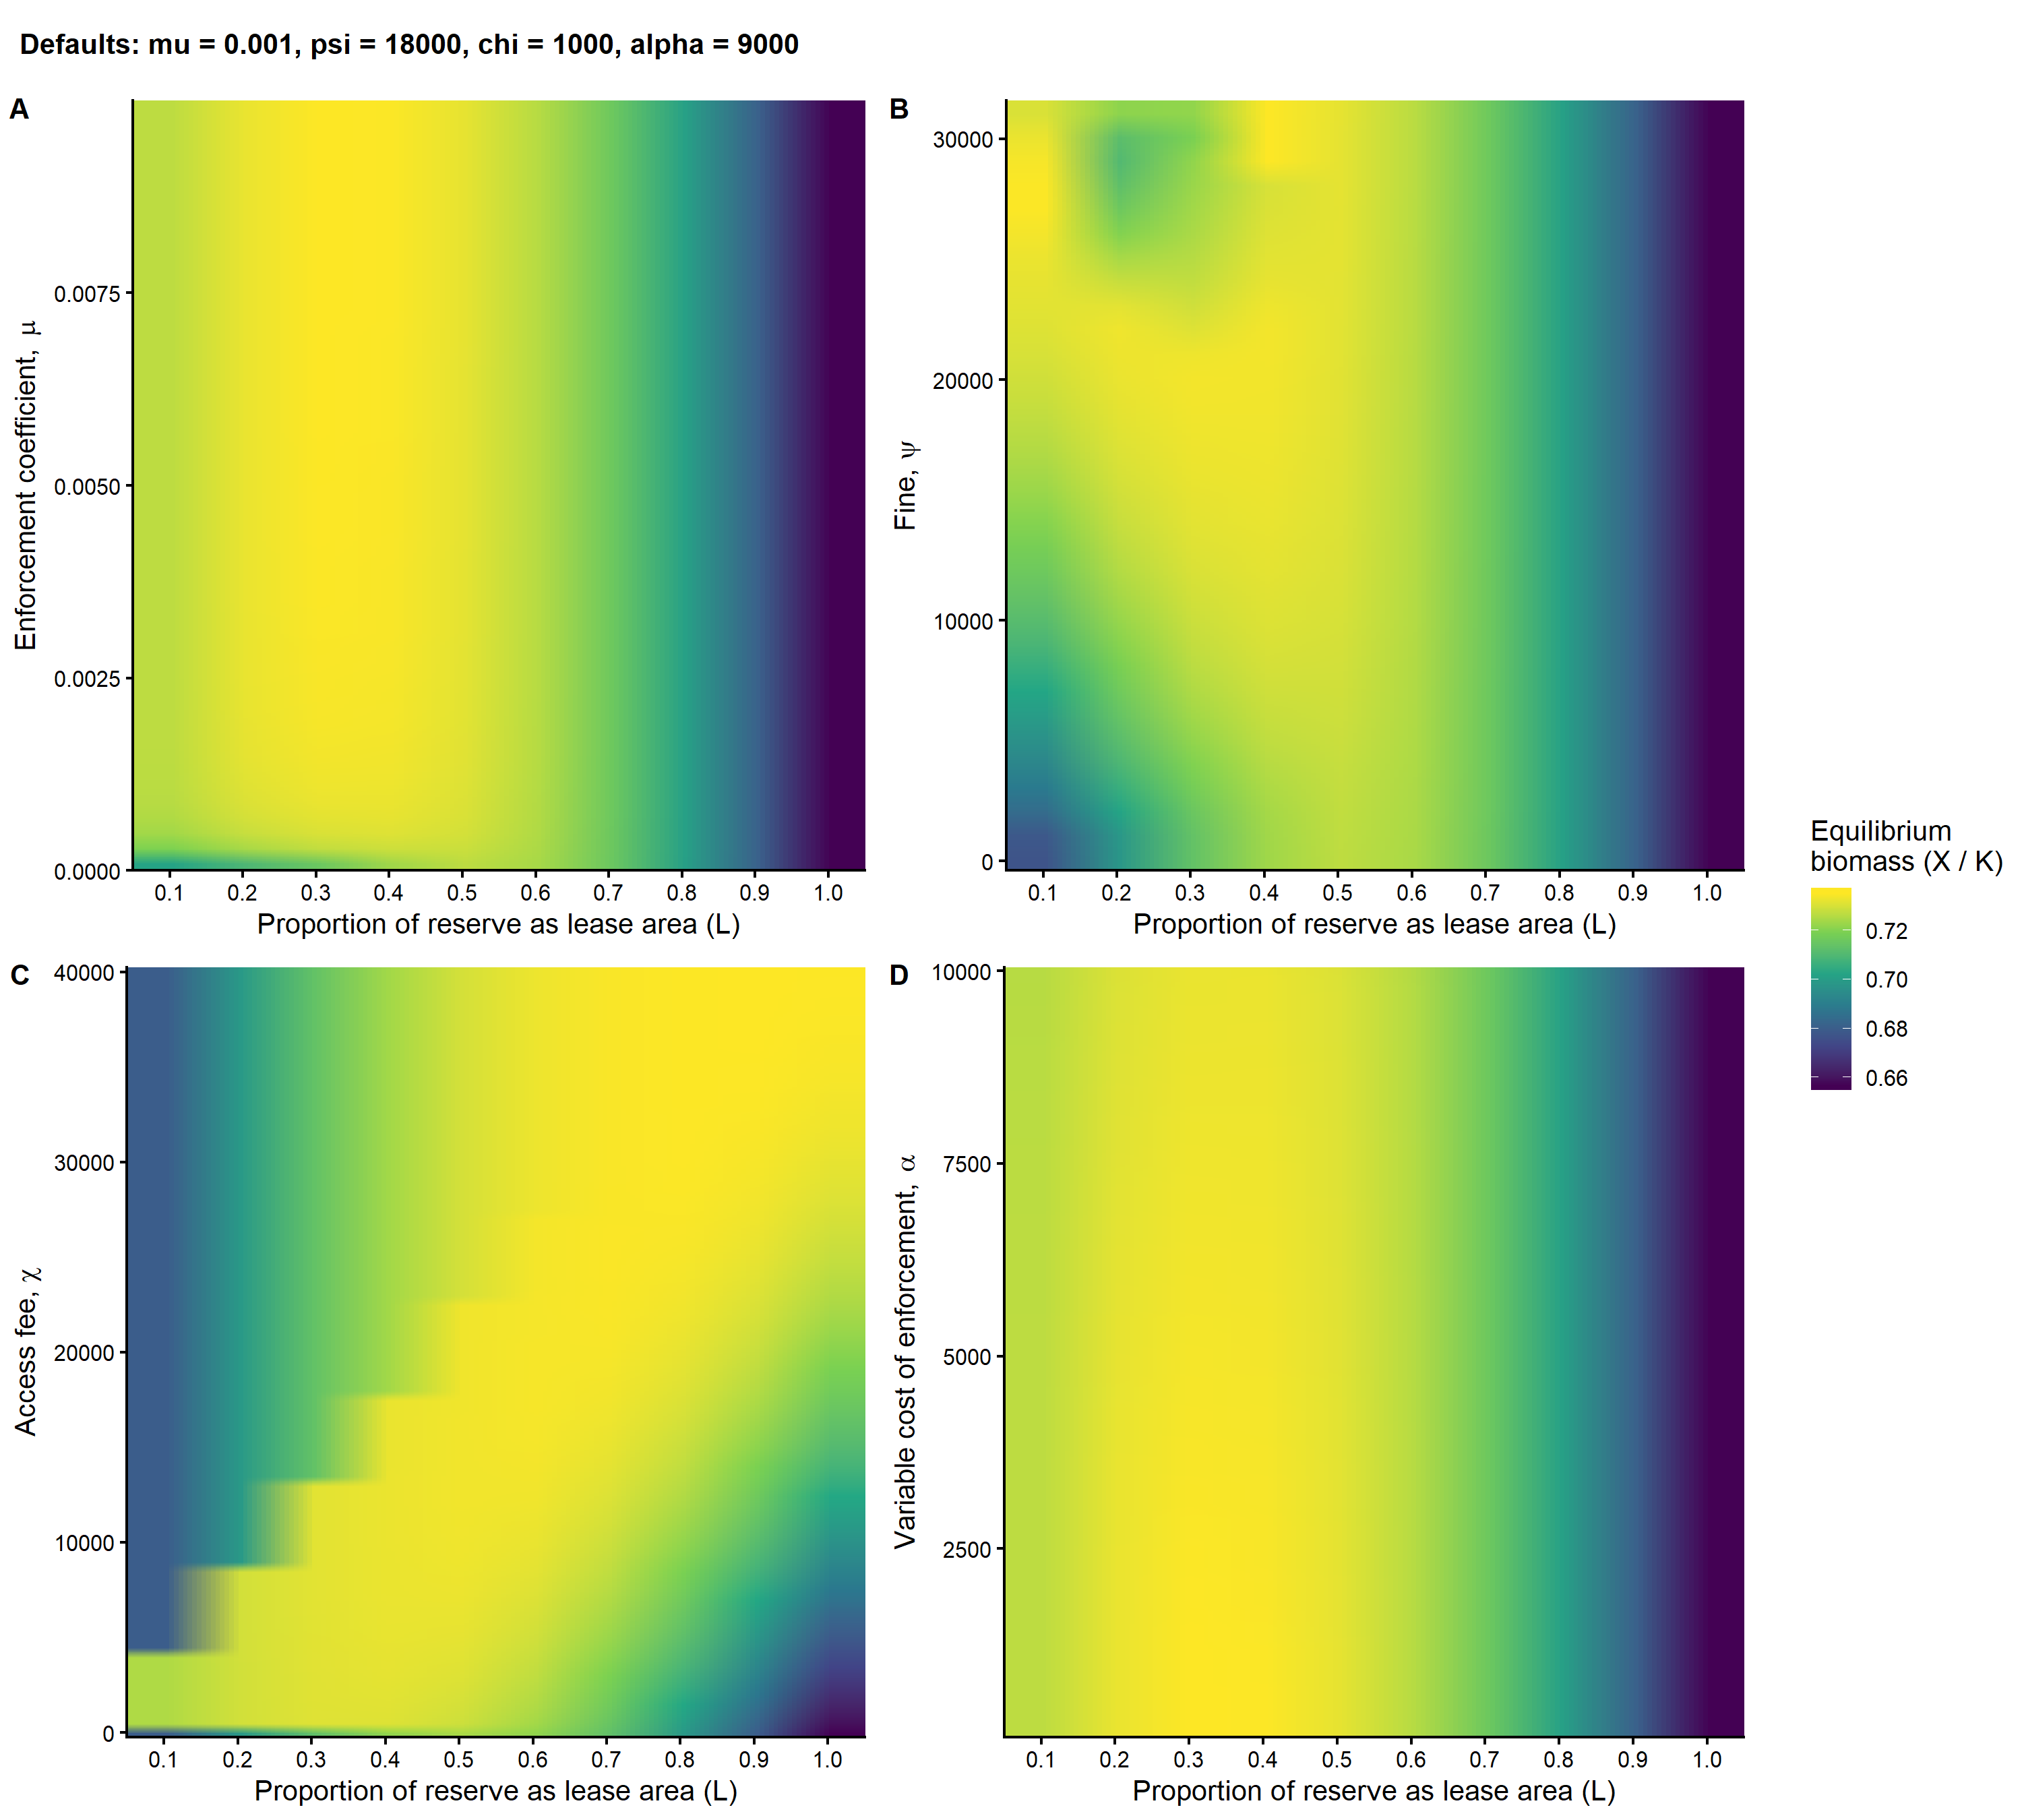 Defaults: mu = 0.001, psi = 18000, chi = 1000, alpha = 9000
A
Enforcement coefficient, μ
0.0075
0.0050
0.0025
0.0000
0.1 0.2 0.3 0.4 0.5 0.6 0.7 0.8 0.9 1.0
Proportion of reserve as lease area (L)
B
Fine, ψ
30000
20000
10000
0
0.1 0.2 0.3 0.4 0.5 0.6 0.7 0.8 0.9 1.0
Proportion of reserve as lease area (L)
C
Access fee, χ
40000
30000
20000
10000
0
0.1 0.2 0.3 0.4 0.5 0.6 0.7 0.8 0.9 1.0
Proportion of reserve as lease area (L)
D
Variable cost of enforcement, α
10000
7500
5000
2500
0.1 0.2 0.3 0.4 0.5 0.6 0.7 0.8 0.9 1.0
Proportion of reserve as lease area (L)
Equilibrium
biomass (X / K)
0.72
0.70
0.68
0.66